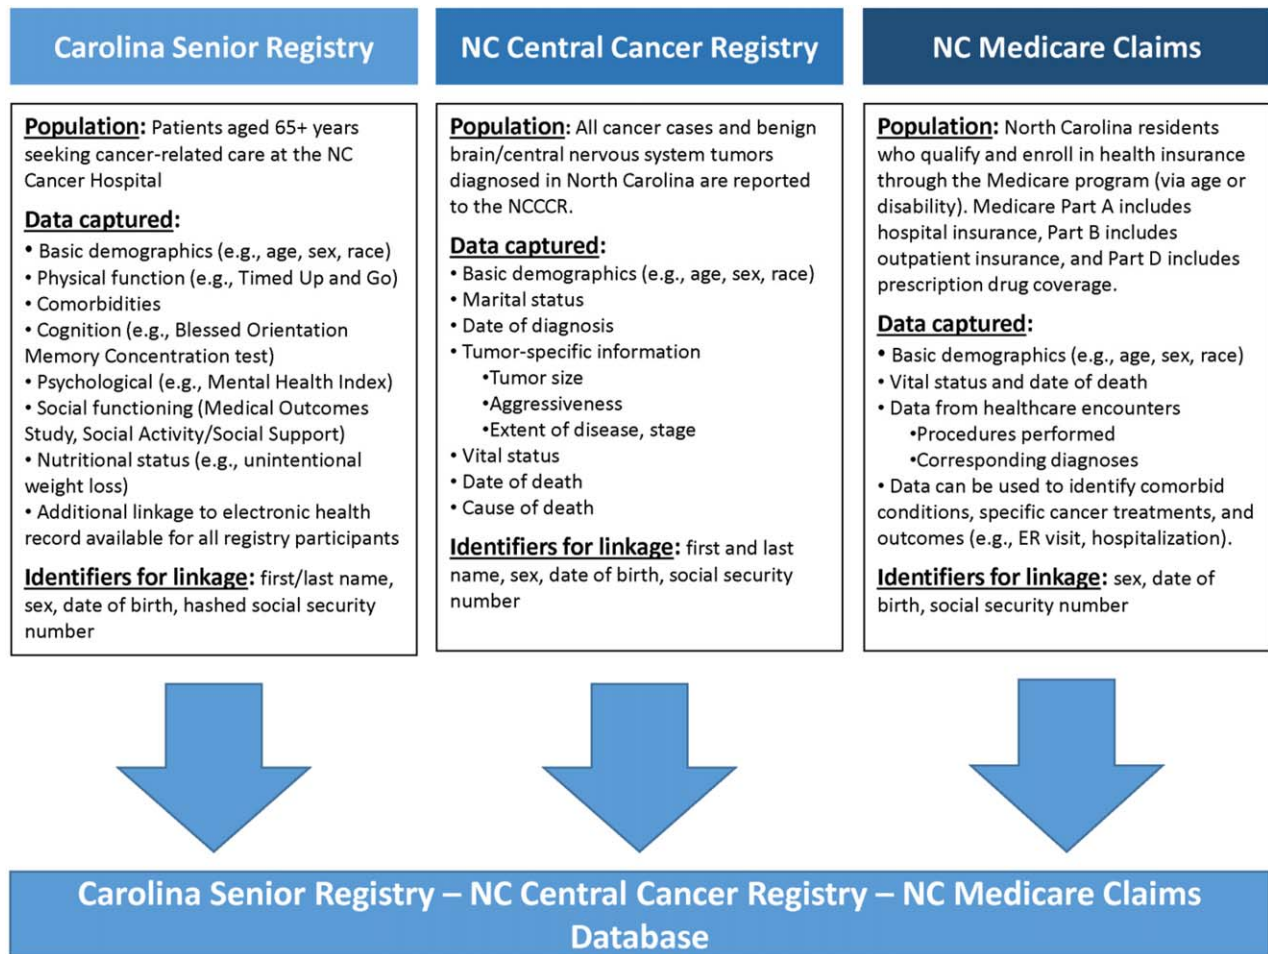 Carolina Senior Registry
Population: Patients aged 65+ years
seeking cancer-related care at the NC
Cancer Hospital
Data captured:
• Basic demographics (e.g., age, sex, race)
• Physical function (e.g., Timed Up and Go)
• Comorbidities
• Cognition (e.g., Blessed Orientation
Memory Concentration test)
• Psychological (e.g., Mental Health Index)
• Social functioning (Medical Outcomes
Study, Social Activity/Social Support)
• Nutritional status (e.g., unintentional
weight loss)
• Additional linkage to electronic health
record available for all registry participants
Identifiers for linkage: first/last name,
sex, date of birth, hashed social security
number
NC Central Cancer Registry
Population: All cancer cases and benign
brain/central nervous system tumors
diagnosed in North Carolina are reported
to the NCCCR.
Data captured:
• Basic demographics (e.g., age, sex, race)
• Marital status
• Date of diagnosis
• Tumor-specific information
•Tumor size
•Aggressiveness
•Extent of disease, stage
• Vital status
• Date of death
• Cause of death
Identifiers for linkage: first and last
name, sex, date of birth, social security
number
NC Medicare Claims
Population: North Carolina residents
who qualify and enroll in health insurance
through the Medicare program (via age or
disability). Medicare Part A includes
hospital insurance, Part B includes
outpatient insurance, and Part D includes
prescription drug coverage.
Data captured:
• Basic demographics (e.g., age, sex, race)
• Vital status and date of death
• Data from healthcare encounters
•Procedures performed
•Corresponding diagnoses
• Data can be used to identify comorbid
conditions, specific cancer treatments, and
outcomes (e.g., ER visit, hospitalization).
Identifiers for linkage: sex, date of
birth, social security number
Carolina Senior Registry – NC Central Cancer Registry – NC Medicare Claims
Database